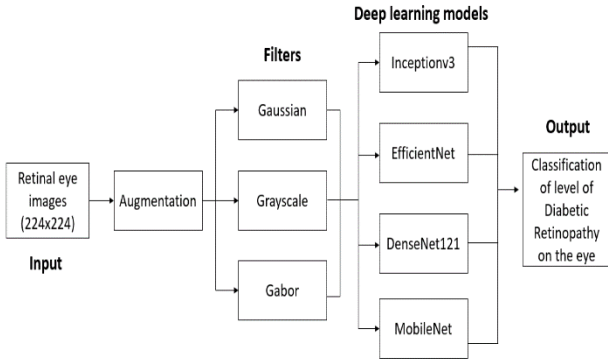 Deep learning models
Filters
Inceptionv3
Gaussian
EfficientNet
Output
Retinal eye
images
(224x224)
Augmentation
Grayscale
Classification
of level of
Diabetic
Retinopathy
on the eye
Input
DenseNet121
Gabor
MobileNet